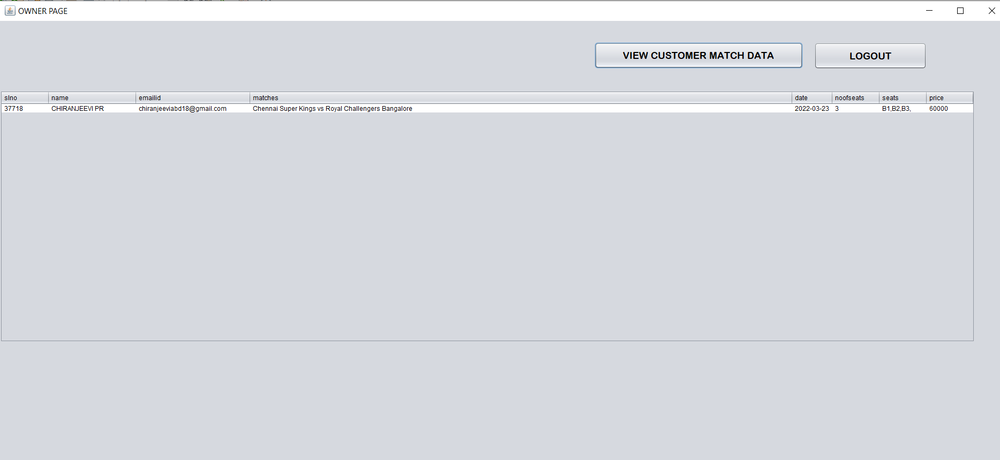 OWNER PAGE
VIEW CUSTOMER MATCH DATA LOGOUT
slno name emailid matches date noofseats seats price
37718 CHIRANJEEVI PR chiranjeeviabd18@gmail.com Chennai Super Kings vs Royal Challengers Bangalore 2022-03-23 3 B1,B2,B3, 60000